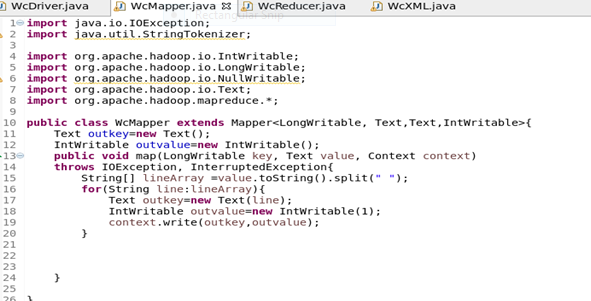 WcDriver.java WcMapper.java WcReducer.java WcXML.java
1 import java.io.IOException;
2 import java.util.StringTokenizer;
3
4 import org.apache.hadoop.io.IntWritable;
5 import org.apache.hadoop.io.LongWritable;
6 import org.apache.hadoop.io.NullWritable;
7 import org.apache.hadoop.io.Text;
8 import org.apache.hadoop.mapreduce.*;
9
10 public class WcMapper extends Mapper<LongWritable, Text,Text,IntWritable>{
11 Text outkey=new Text();
12 IntWritable outvalue=new IntWritable();
13 public void map(LongWritable key, Text value, Context context)
14 throws IOException, InterruptedException{
15 String[] lineArray =value.toString().split(" ");
16 for(String line:lineArray){
17 Text outkey=new Text(line);
18 IntWritable outvalue=new IntWritable(1);
19 context.write(outkey,outvalue);
20 }
21
22
23
24 }
25
26 }